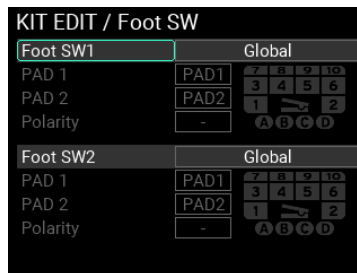 KIT EDIT / Foot SW
Foot SW1 Global
PAD 1 PAD1 7 8 9 10
PAD 2 PAD2 3 4 5 6
1 2
Polarity - A B C D
Foot SW2 Global
PAD 1 PAD1 7 8 9 10
PAD 2 PAD2 3 4 5 6
1 2
Polarity - A B C D